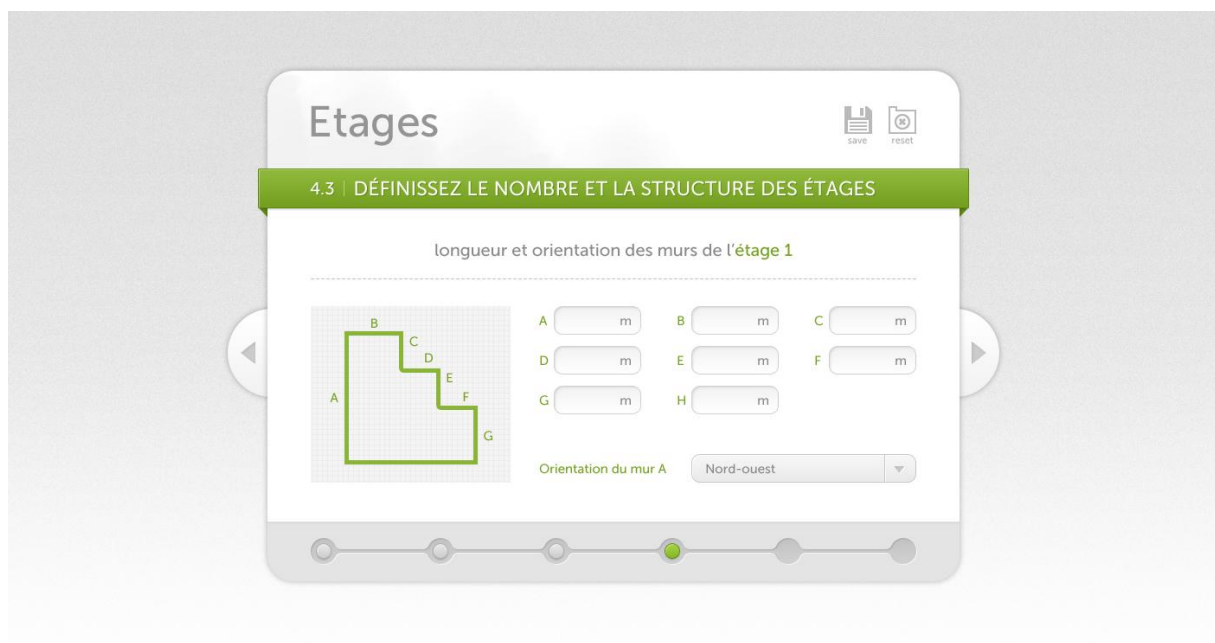 Etages
save reset
4.3 | DÉFINISSEZ LE NOMBRE ET LA STRUCTURE DES ÉTAGES
longueur et orientation des murs de l'étage 1
B
C
D
E
A
F
G
A m B m C m
D m E m F m
G m H m
Orientation du mur A Nord-ouest